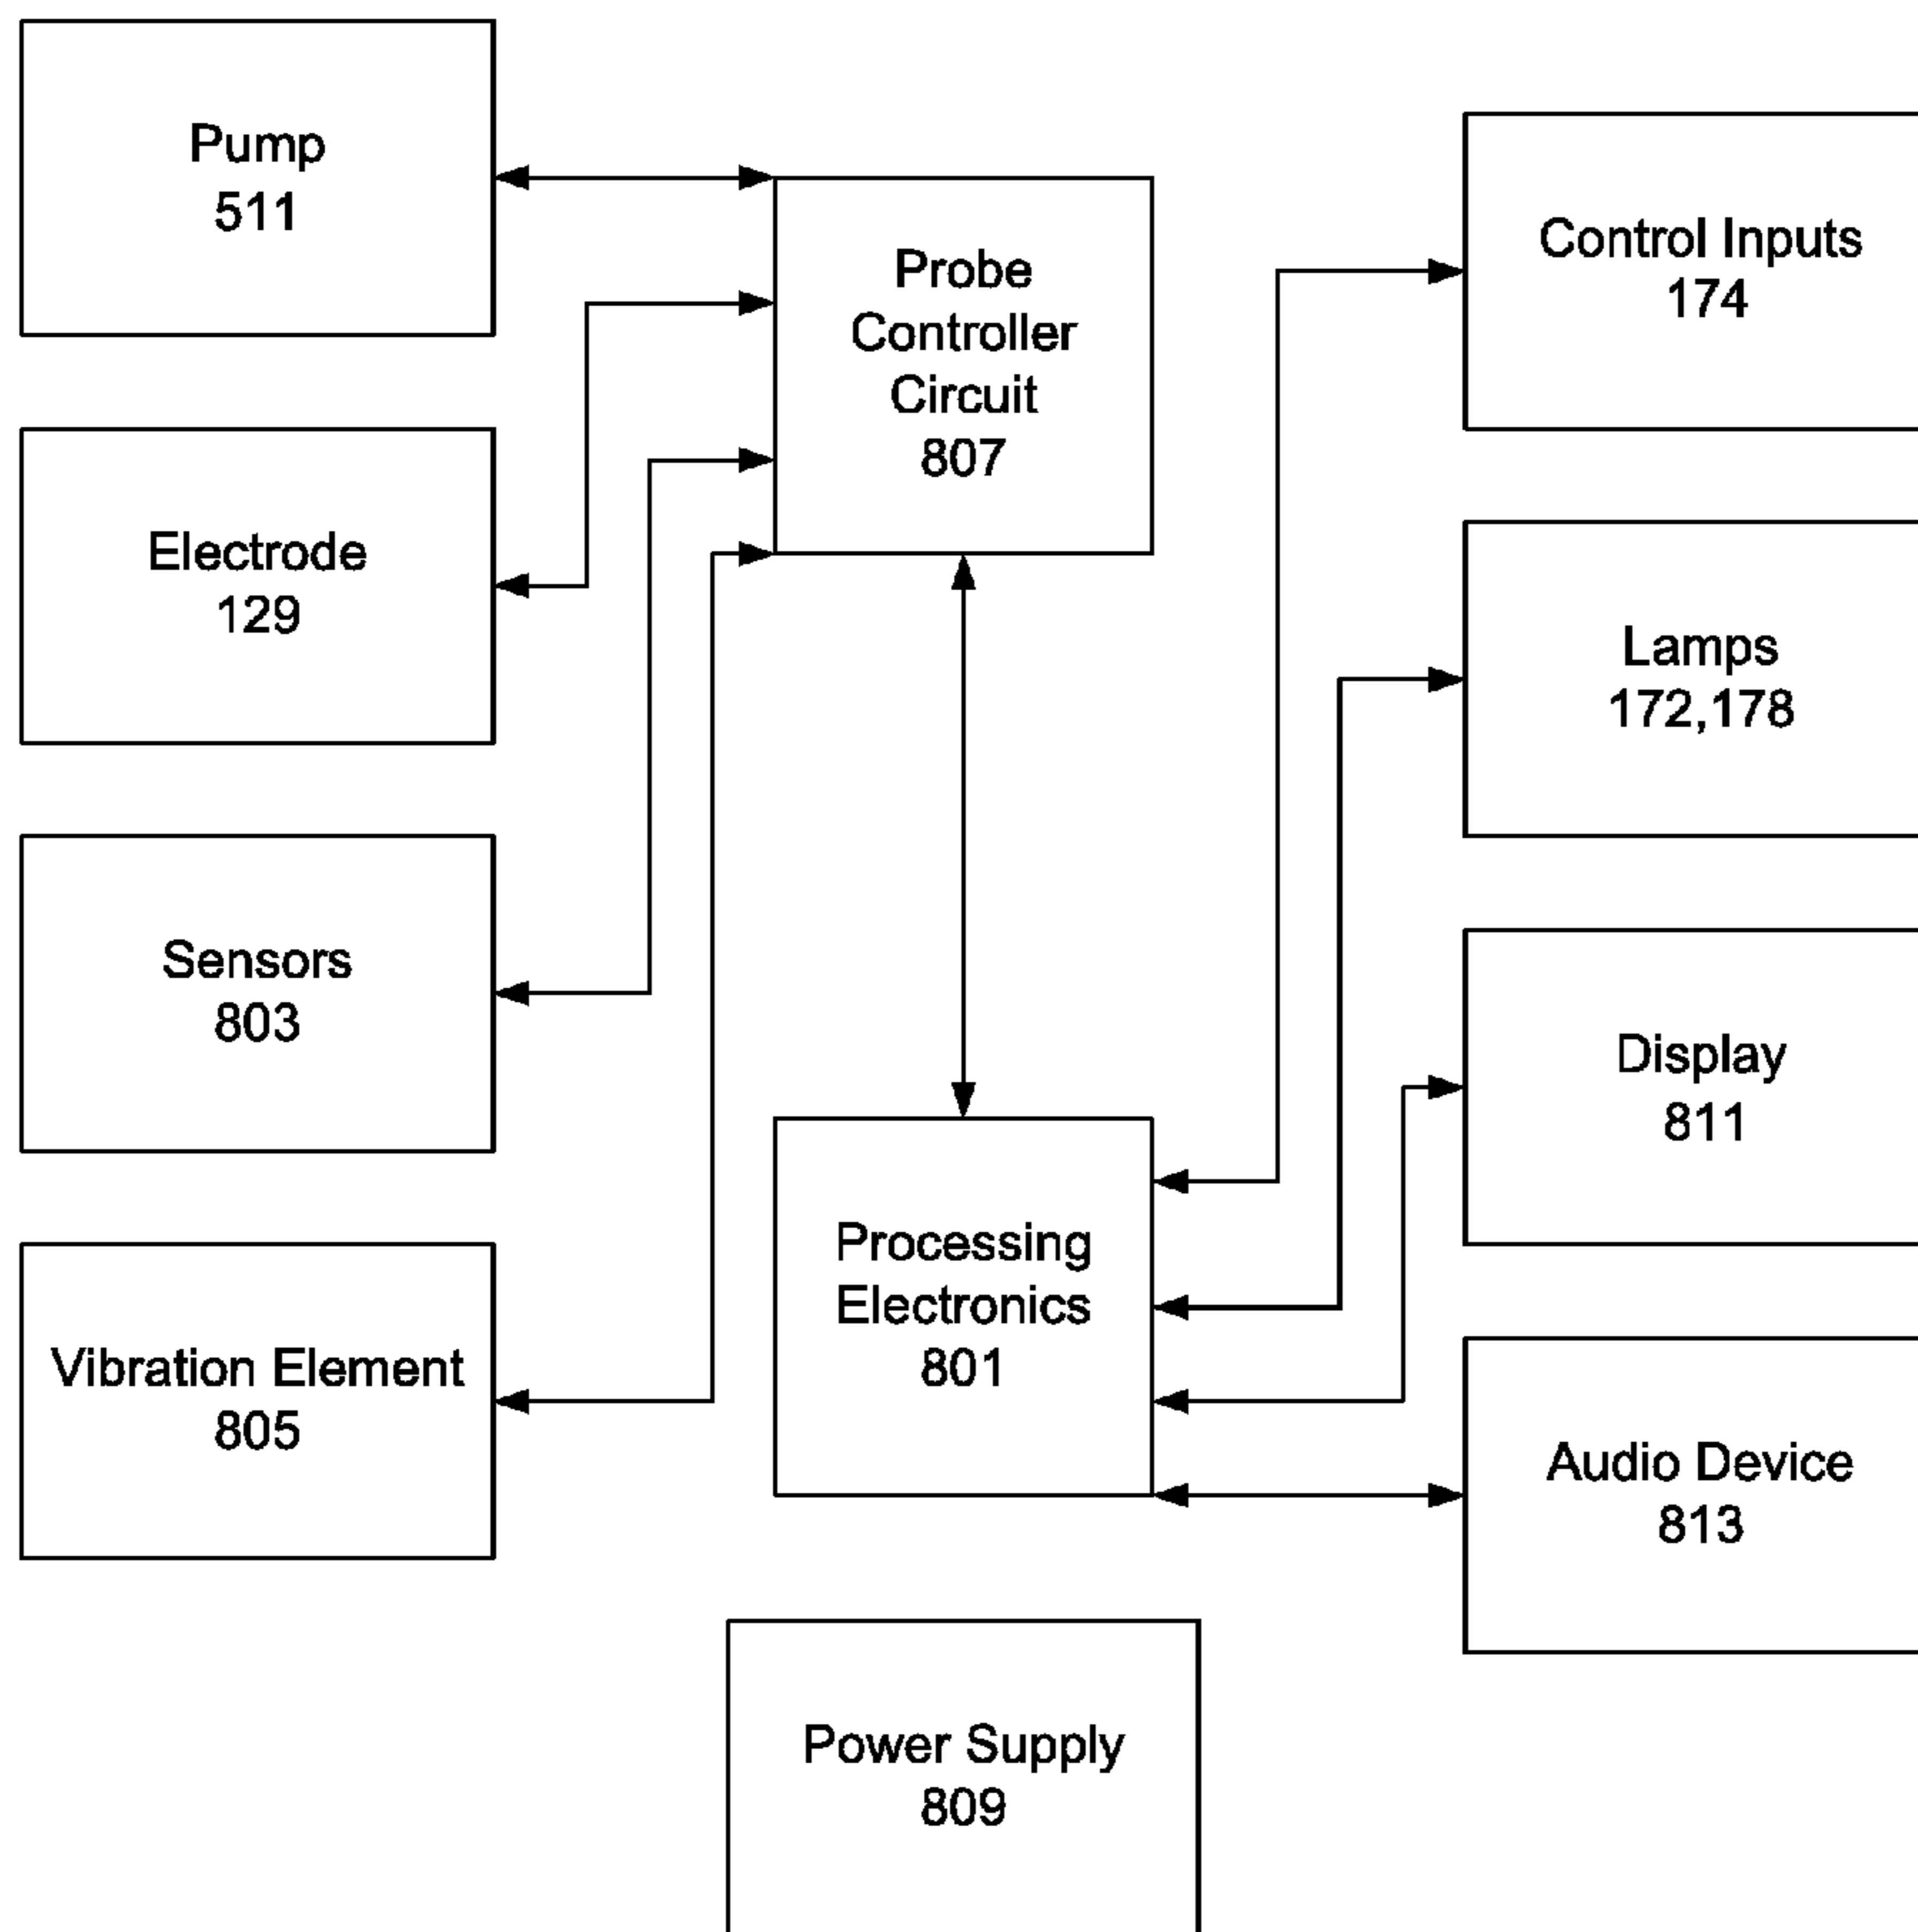 Pump
511
Electrode
129
Sensors
803
Vibration Element
805
Probe
Controller
Circuit
807
Processing
Electronics
801
Power Supply
809
Control Inputs
174
Lamps
172,178
Display
811
Audio Device
813